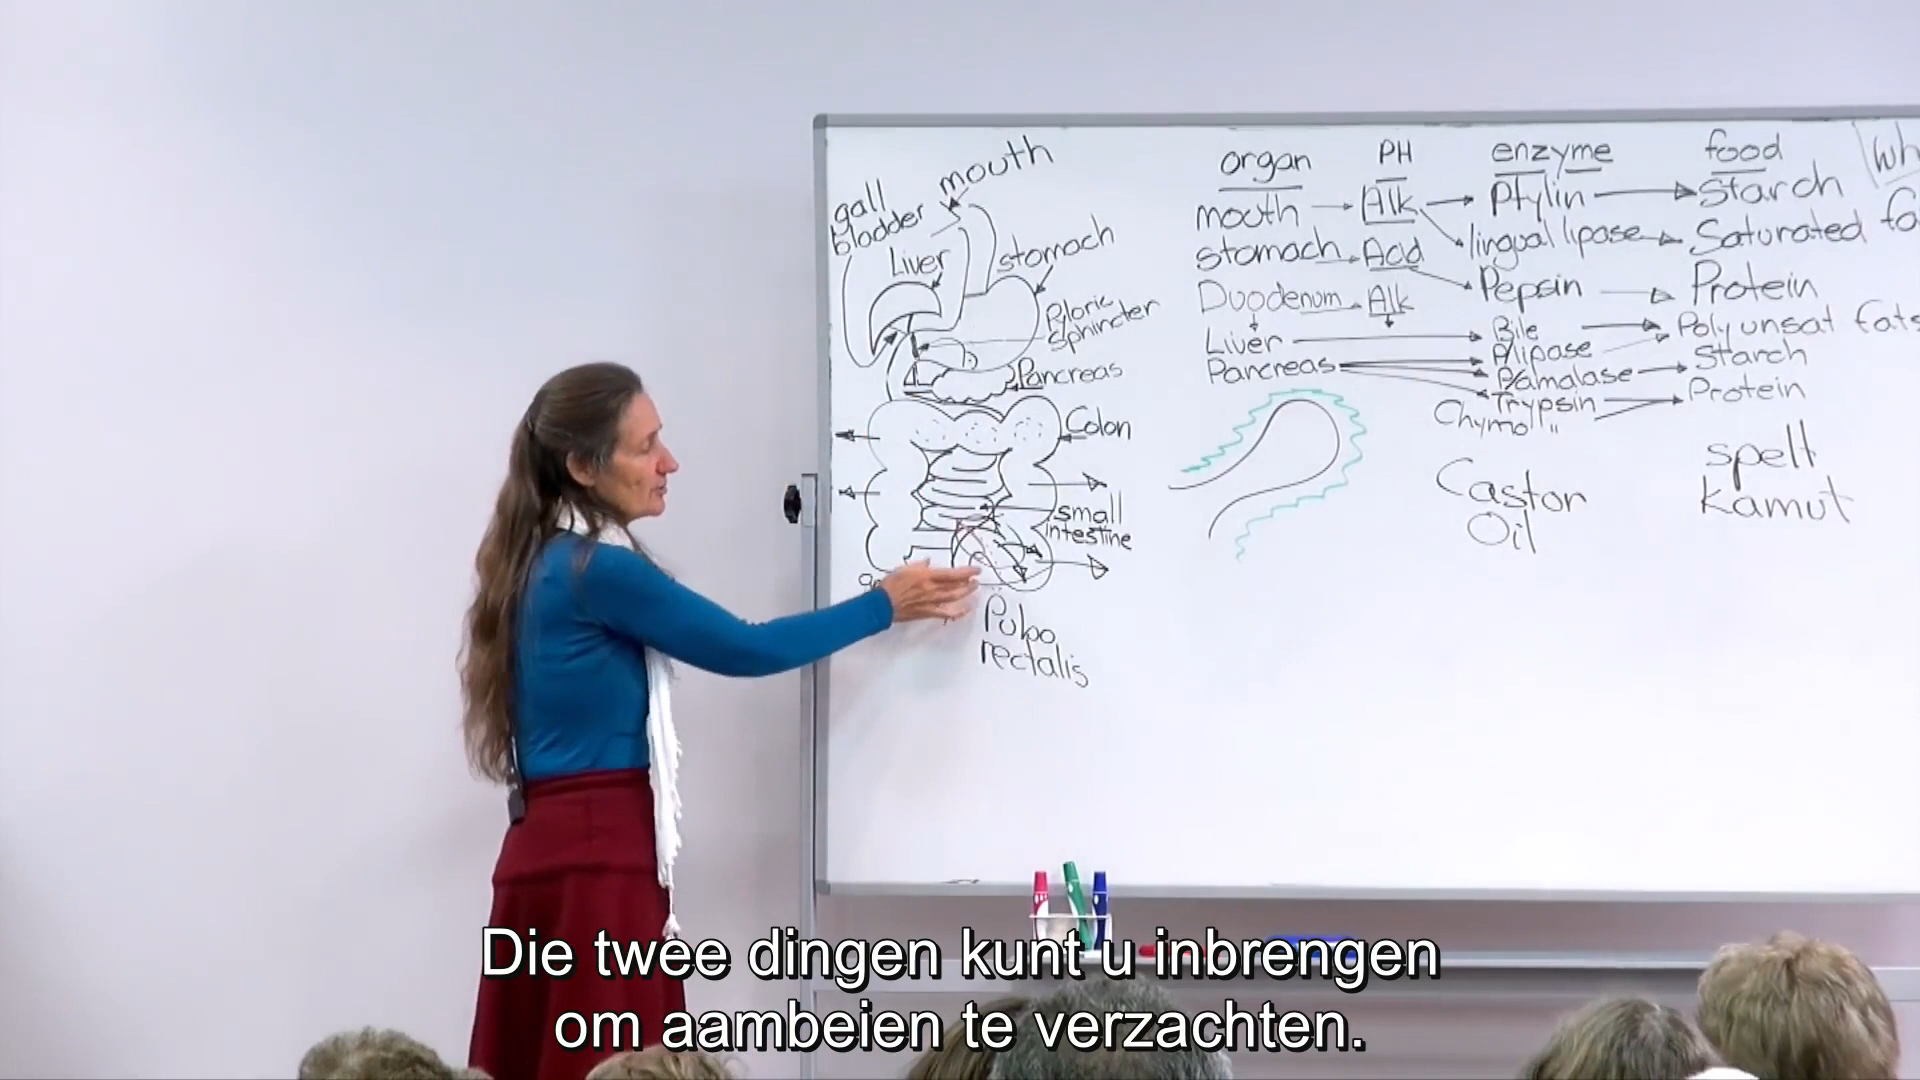 mouth
gall
bladder
Liver
stomach
Pyloric
sphincter
Pancreas
Colon
small
intestine
Pubo
rectalis
organ PH enzyme food
mouth Alk Ptylin Starch
lingual lipase Saturated fa
stomach Acid Pepsin Protein
Duodenum Alk
Liver Bile Poly unsat fats
Pancreas P/lipase
P/amalase Starch
Trypsin Protein
Chymo "
Castor
Oil
spelt
Kamut
Die twee dingen kunt u inbrengen
om aambeien te verzachten.